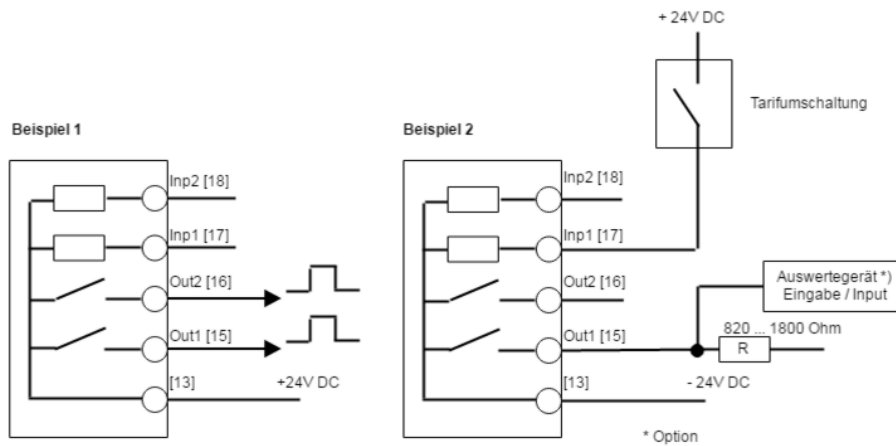 + 24V DC
Tarifumschaltung
Beispiel 1
Inp2 [18]
Inp1 [17]
Out2 [16]
Out1 [15]
[13]
+24V DC
Beispiel 2
Inp2 [18]
Inp1 [17]
Out2 [16]
Auswertegerät *)
Eingabe / Input
Out1 [15]
820 ... 1800 Ohm
R
[13]
- 24V DC
* Option